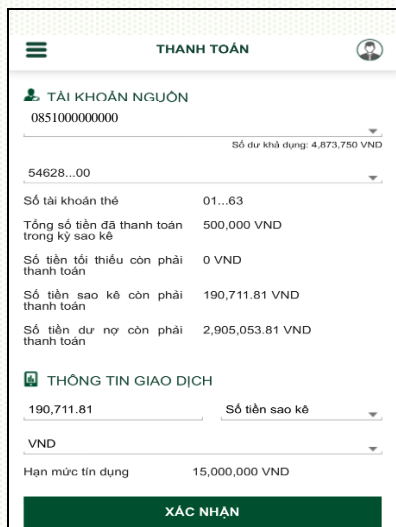 THANH TOÁN
TÀI KHOẢN NGUỒN
0851000000000
Số dư khả dụng: 4,873,750 VND
54628...00
Số tài khoản thẻ 01...63
Tổng số tiền đã thanh toán 500,000 VND
trong kỳ sao kê
Số tiền tối thiểu còn phải 0 VND
thanh toán
Số tiền sao kê còn phải 190,711.81 VND
thanh toán
Số tiền dư nợ còn phải 2,905,053.81 VND
thanh toán
THÔNG TIN GIAO DỊCH
190,711.81 Số tiền sao kê
VND
Hạn mức tín dụng 15,000,000 VND
XÁC NHẬN